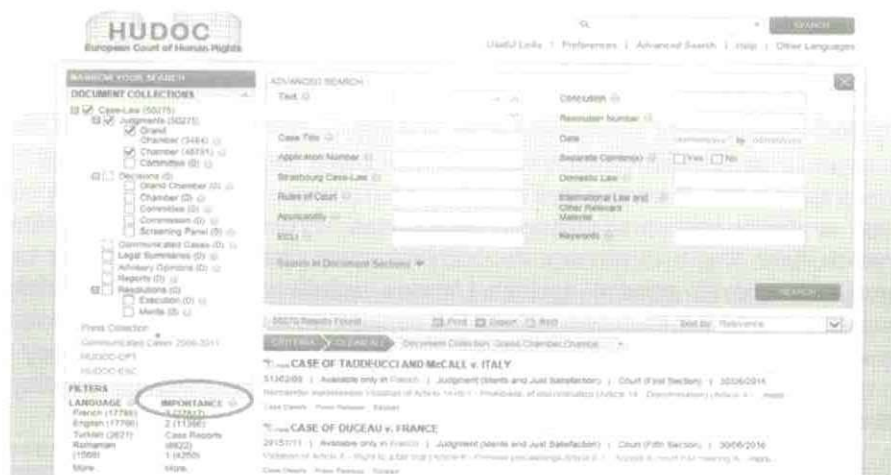 HUDOC
European Court of Human Rights
SEARCH
Useful Links | Preferences | Advanced Search | Help | Other Languages
NARROW YOUR SEARCH
DOCUMENT COLLECTIONS
Case-Law (50275)
Judgments (50275)
Grand
Chamber (3484)
Chamber (46791)
Committee (0)
Decisions (0)
Grand Chamber (0)
Chamber (0)
Committee (0)
Commission (0)
Screening Panel (0)
Communicated Cases (0)
Legal Summaries (0)
Advisory Opinions (0)
Reports (0)
Resolutions (0)
Execution (0)
Merits (0)
Press Collection
Communicated Cases 2006-2011
HUDOC-CPT
HUDOC-ESC
FILTERS
LANGUAGE
French (17799)
English (17796)
Turkish (2627)
Romanian
(1569)
More...
IMPORTANCE
2 (11366)
Case Reports
1 (4250)
More...
ADVANCED SEARCH
Text
Case Title
Application Number
Strasbourg Case-Law
Rules of Court
Applicability
ECLI
Search in Document Sections
Conclusion
Resolution Number
Date
to
Separate Opinion(s) Yes No
Domestic Law
International Law and
Other Relevant
Material
Keywords
SEARCH
Results Found
Print Export RSS
Sort by: Relevance
CRITERIA CLEAR ALL Document Collection: Grand Chamber,Chamber
CASE OF TADDEUCCI AND McCALL v. ITALY
51362/09 | Available only in French | Judgment (Merits and Just Satisfaction) | Court (First Section) | 30/06/2016
Case Details Press Release
CASE OF DUCEAU v. FRANCE
29151/11 | Available only in French | Judgment (Merits and Just Satisfaction) | Court (Fifth Section) | 30/06/2016
Case Details Press Release